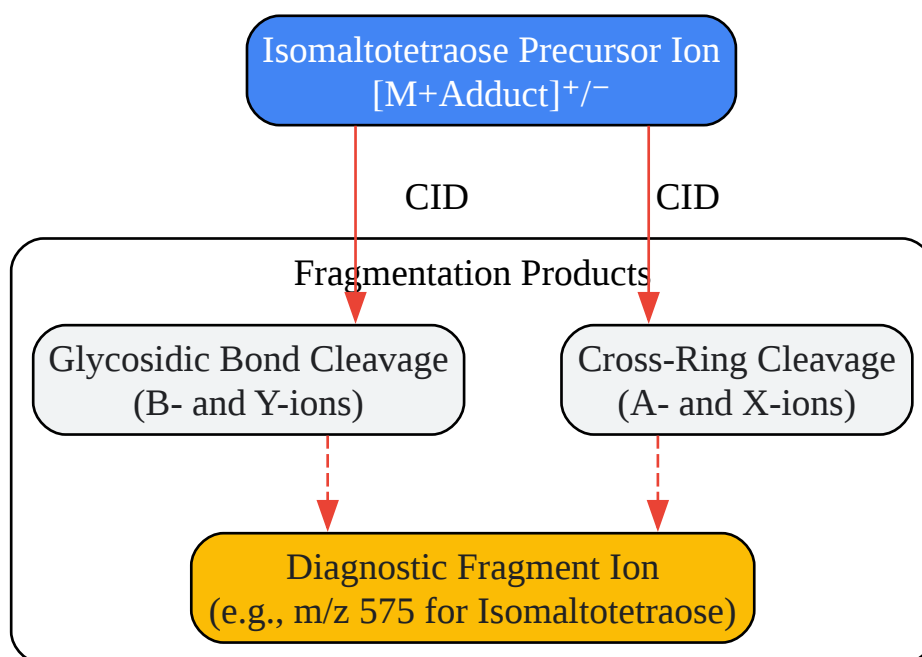 Isomaltotetraose Precursor Ion
[M+Adduct]⁺/⁻
CID
CID
Fragmentation Products
Glycosidic Bond Cleavage
(B- and Y-ions)
Cross-Ring Cleavage
(A- and X-ions)
Diagnostic Fragment Ion
(e.g., m/z 575 for Isomaltotetraose)